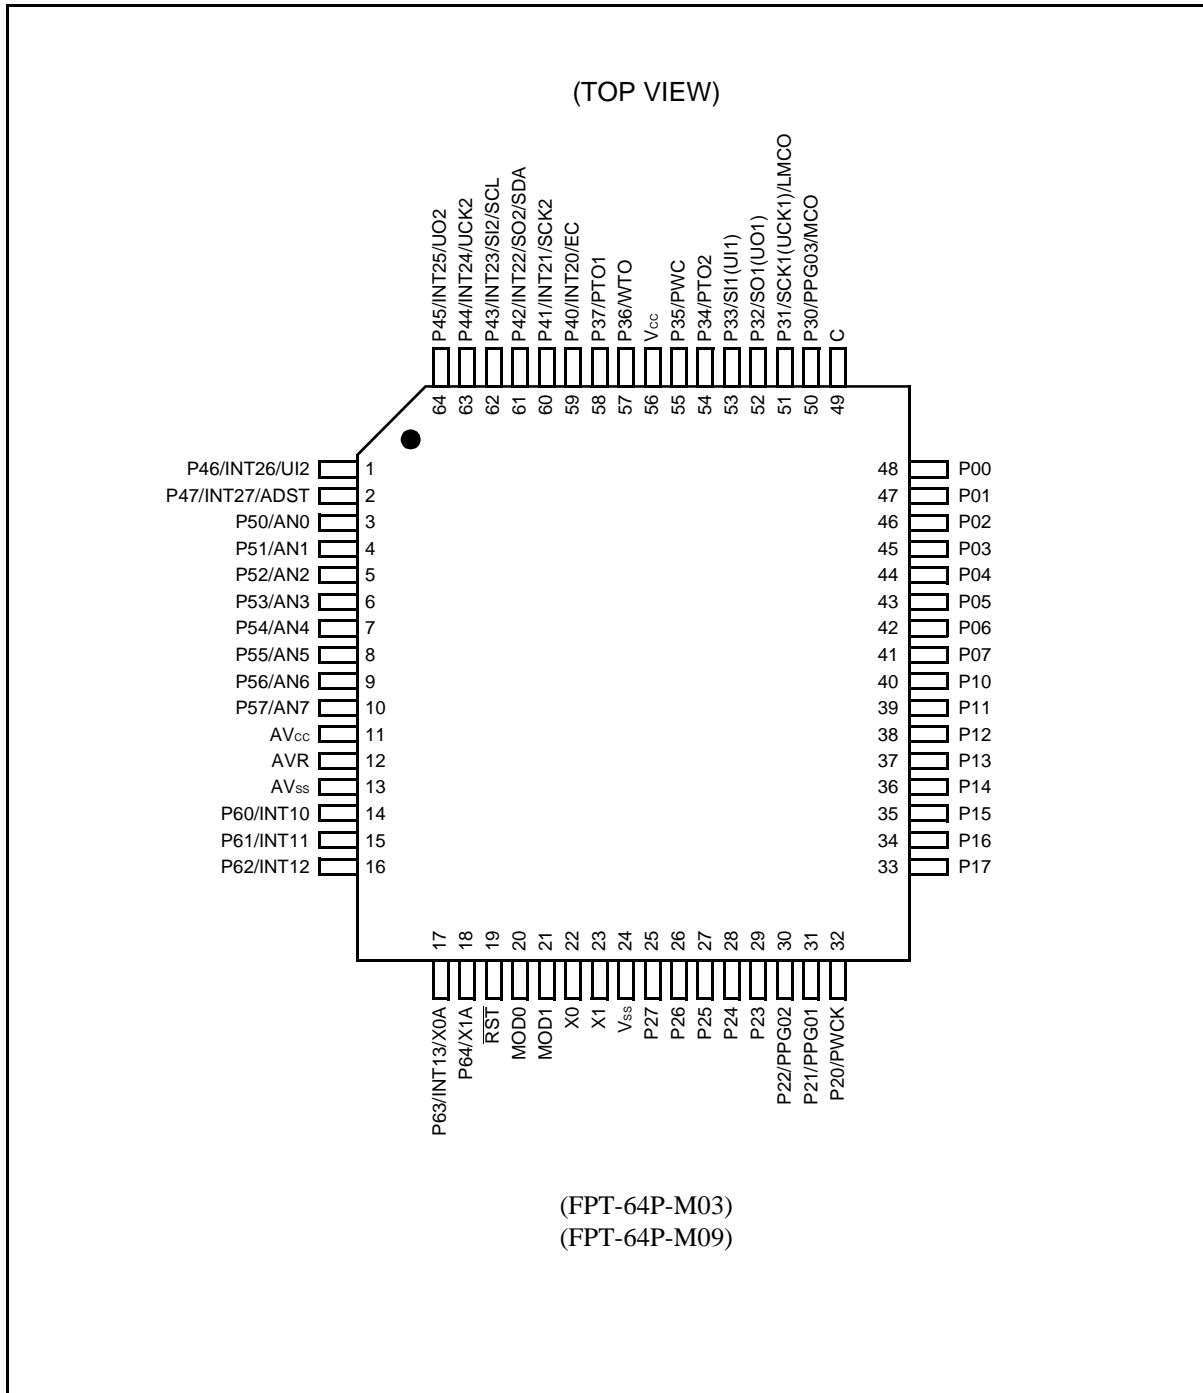 (TOP VIEW)
P45/INT25/UO2
P44/INT24/UCK2
P43/INT23/SI2/SCL
P42/INT22/SO2/SDA
P41/INT21/SCK2
P40/INT20/EC
P37/PTO1
P36/WTO
Vcc
P35/PWC
P34/PTO2
P33/SI1(UI1)
P32/SO1(UO1)
P31/SCK1(UCK1)/LMCO
P30/PPG03/MCO
C
64 63 62 61 60 59 58 57 56 55 54 53 52 51 50 49
P46/INT26/UI2 1
P47/INT27/ADST 2
P50/AN0 3
P51/AN1 4
P52/AN2 5
P53/AN3 6
P54/AN4 7
P55/AN5 8
P56/AN6 9
P57/AN7 10
AVcc 11
AVR 12
AVss 13
P60/INT10 14
P61/INT11 15
P62/INT12 16
48 P00
47 P01
46 P02
45 P03
44 P04
43 P05
42 P06
41 P07
40 P10
39 P11
38 P12
37 P13
36 P14
35 P15
34 P16
33 P17
17 18 19 20 21 22 23 24 25 26 27 28 29 30 31 32
P63/INT13/X0A
P64/X1A
RST
MOD0
MOD1
X0
X1
Vss
P27
P26
P25
P24
P23
P22/PPG02
P21/PPG01
P20/PWCK
(FPT-64P-M03)
(FPT-64P-M09)